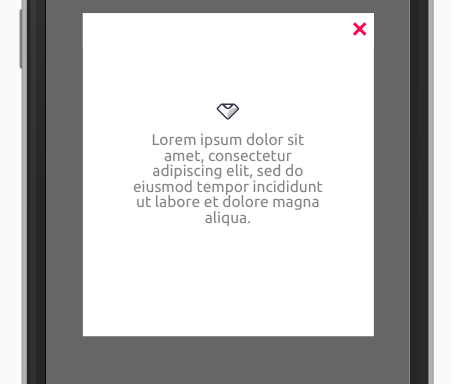 Lorem ipsum dolor sit
amet, consectetur
adipiscing elit, sed do
eiusmod tempor incididunt
ut labore et dolore magna
aliqua.